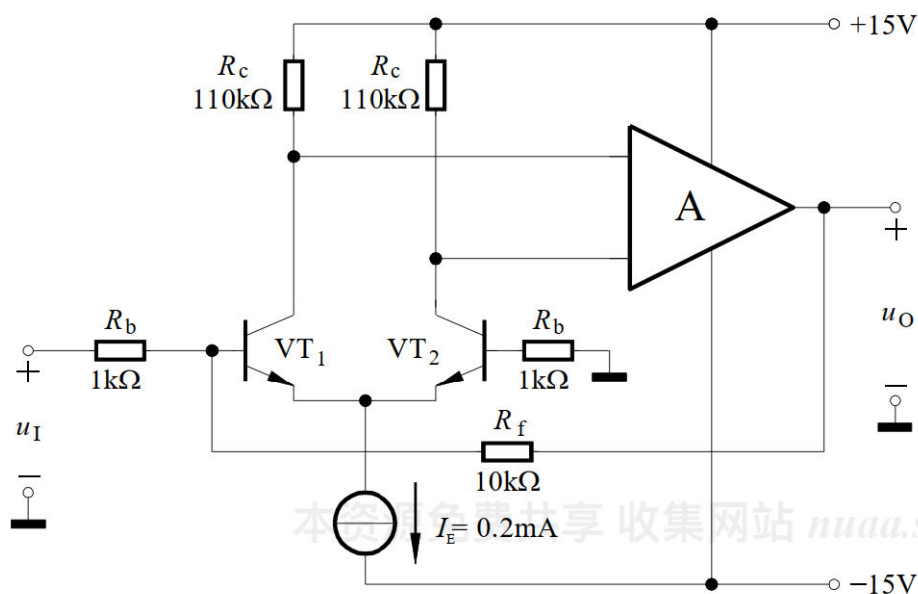 +15V
Rc
110kΩ
Rc
110kΩ
A
Rb
1kΩ
VT1
VT2
Rb
1kΩ
+
uI
−
+
uO
−
Rf
10kΩ
IE= 0.2mA
本资源免费共享 收集网站 nuaa.s
−15V